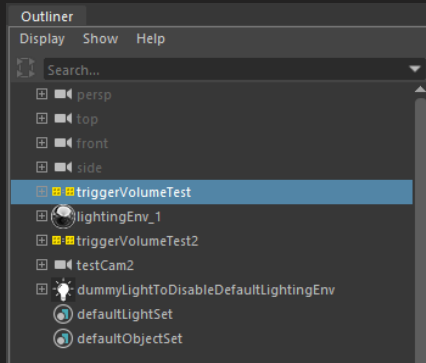 Outliner
Display Show Help
Search...
persp
top
front
side
triggerVolumeTest
lightingEnv_1
triggerVolumeTest2
testCam2
dummyLightToDisableDefaultLightingEnv
defaultLightSet
defaultObjectSet